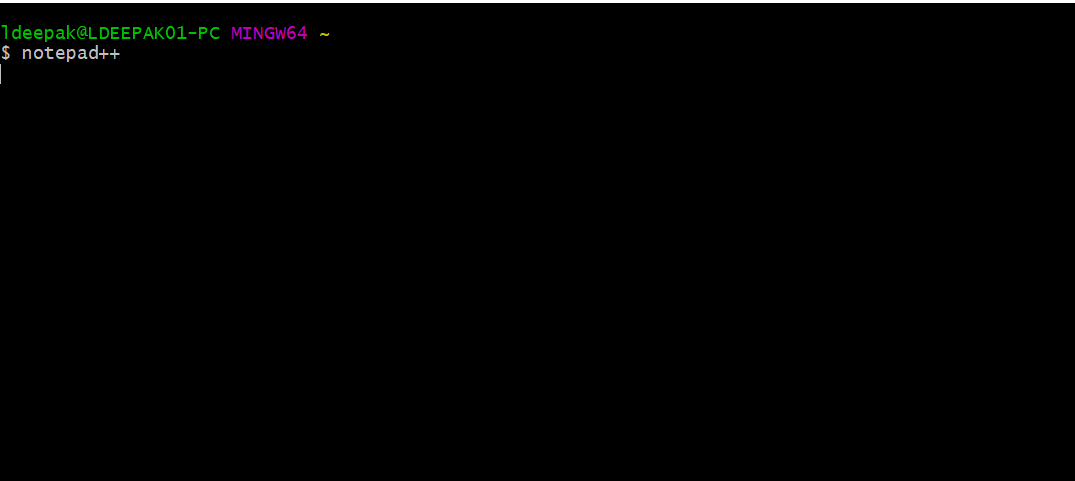 ldeepak@LDEEPAK01-PC MINGW64 ~
$ notepad++